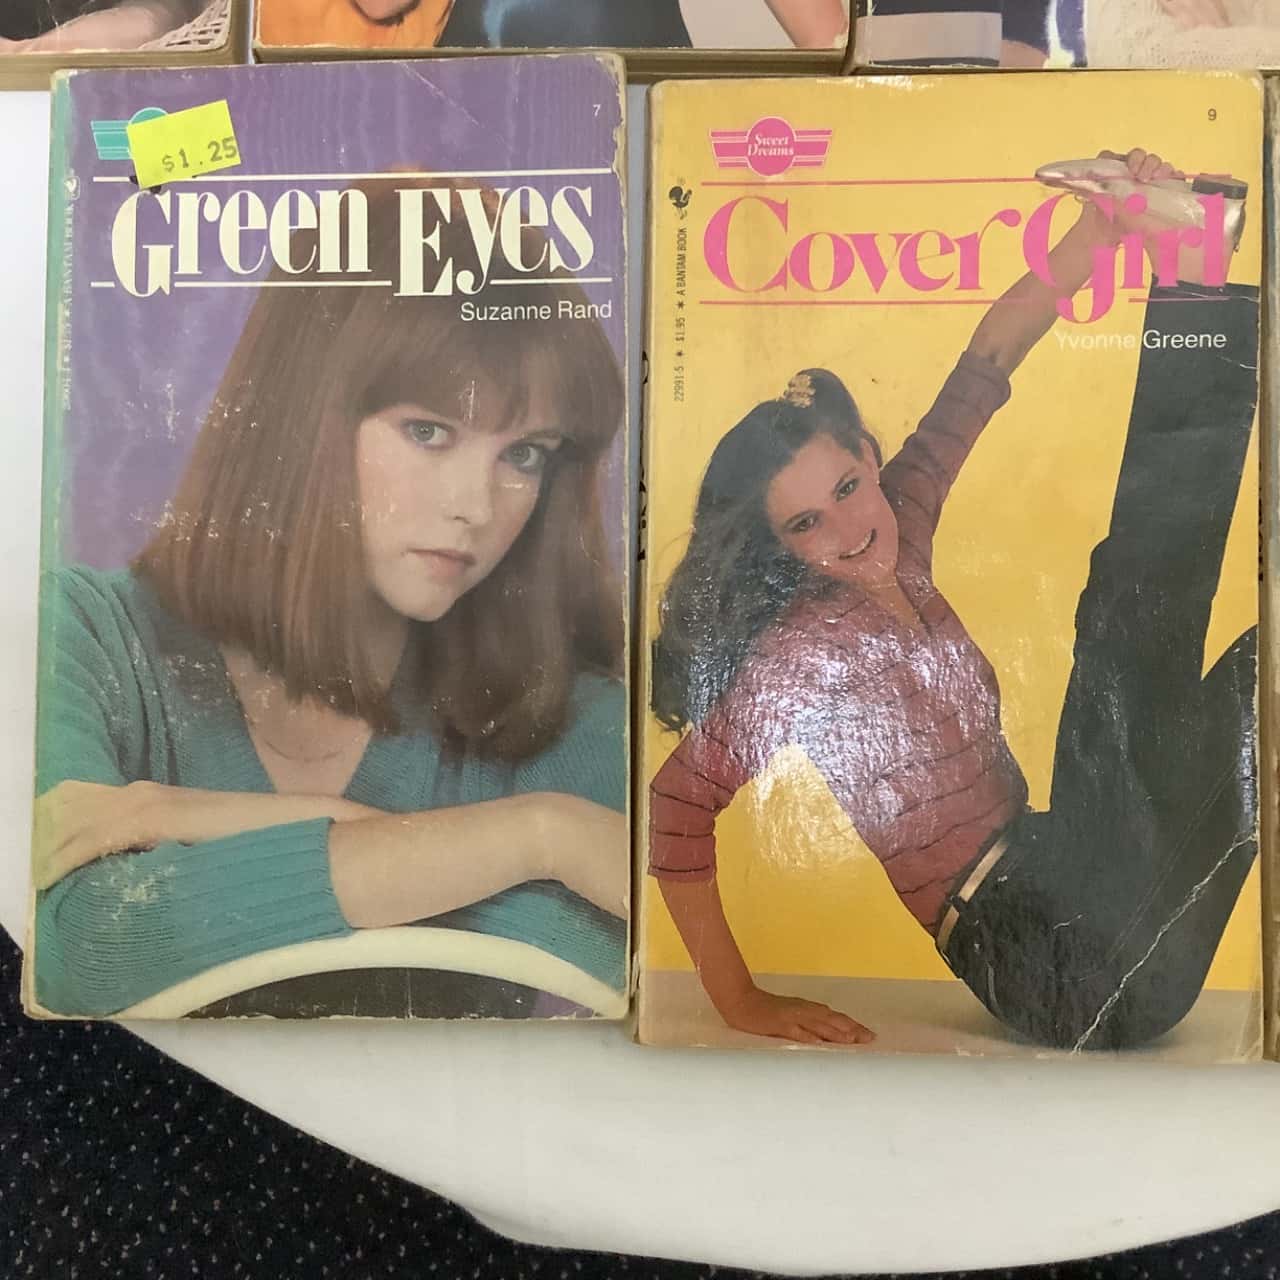 7
$1.25
Green Eyes
Suzanne Rand
A BANTAM BOOK
9
Sweet
Dreams
Cover Girl
Yvonne Greene
22991-5 * $1.95 * A BANTAM BOOK